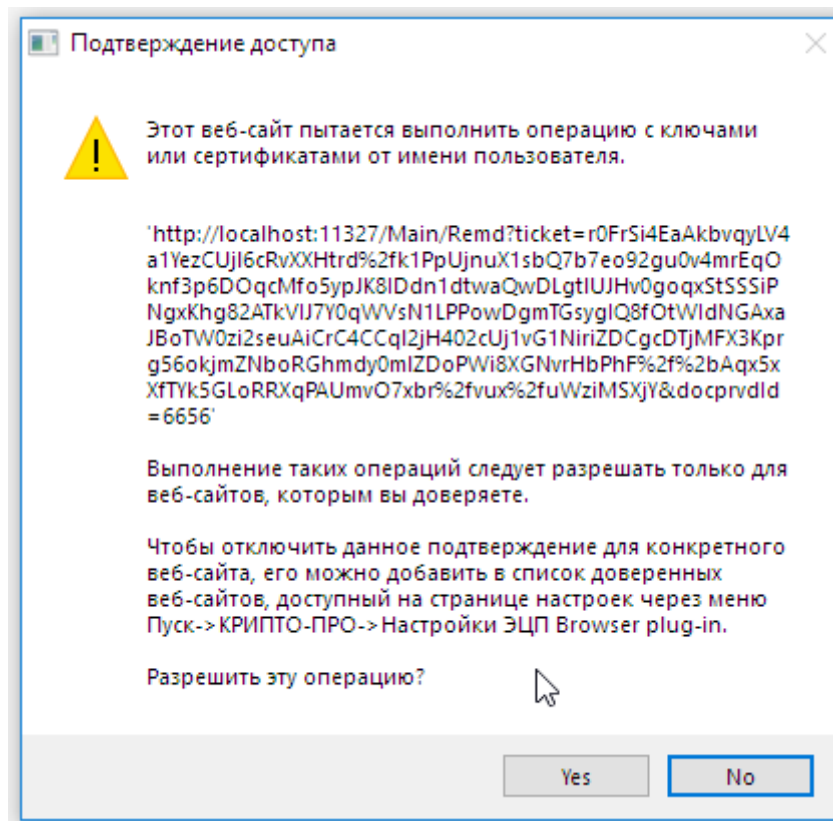 Подтверждение доступа
Этот веб-сайт пытается выполнить операцию с ключами
или сертификатами от имени пользователя.
'http://localhost:11327/Main/Remd?ticket=r0FrSi4EaAkbvqyLV4
a1YezCUjI6cRvXXHtrd%2fk1PpUjnuX1sbQ7b7eo92gu0v4mrEqO
knf3p6DOqcMfo5ypJK8IDdn1dtwaQwDLgtIUJHv0goqxStSSSiP
NgxKhg82ATkVIJ7Y0qWVsN1LPPowDgmTGsyglQ8fOtWIdNGAxa
JBoTW0zi2seuAiCrC4CCqI2jH402cUj1vG1NiriZDCgcDTjMFX3Kpr
g56okjmZNboRGhmdy0mIZDoPWi8XGNvrHbPhF%2f%2bAqx5x
XfTYk5GLoRRXqPAUmvO7xbr%2fvux%2fuWziMSXjY&docprvdId
=6656'
Выполнение таких операций следует разрешать только для
веб-сайтов, которым вы доверяете.
Чтобы отключить данное подтверждение для конкретного
веб-сайта, его можно добавить в список доверенных
веб-сайтов, доступный на странице настроек через меню
Пуск->КРИПТО-ПРО->Настройки ЭЦП Browser plug-in.
Разрешить эту операцию?
Yes
No